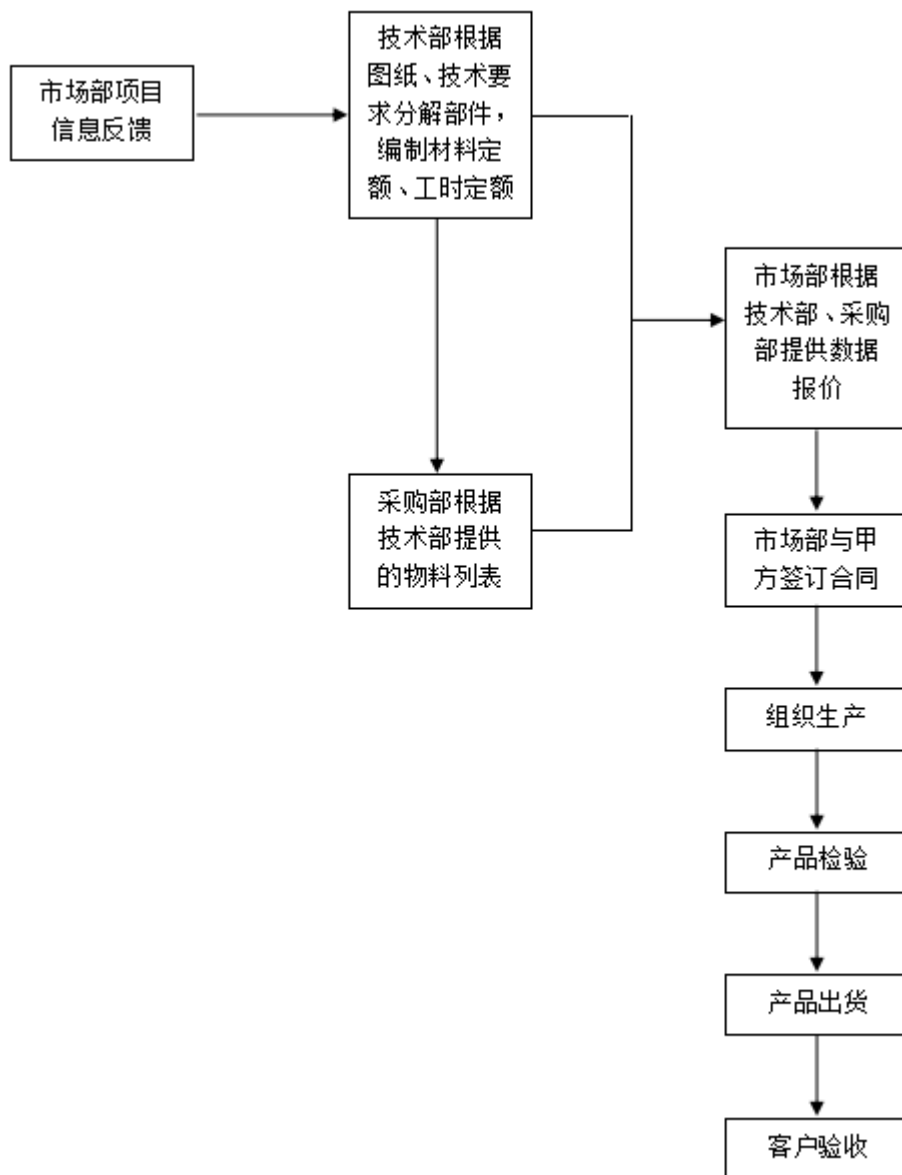 市场部项目
信息反馈
技术部根据
图纸、技术要
求分解部件，
编制材料定
额、工时定额
采购部根据
技术部提供
的物料列表
市场部根据
技术部、采购
部提供数据
报价
市场部与甲
方签订合同
组织生产
产品检验
产品出货
客户验收